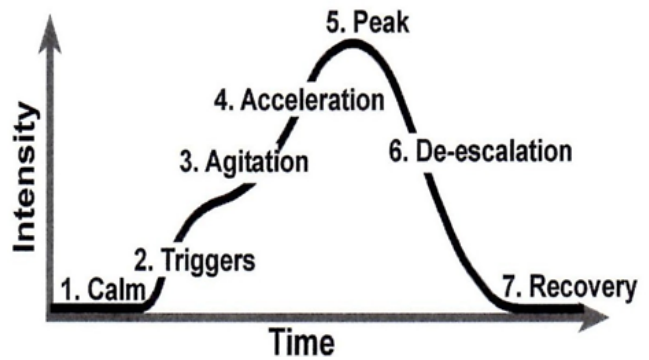 5. Peak
4. Acceleration
3. Agitation
6. De-escalation
2. Triggers
1. Calm
7. Recovery
Intensity
Time